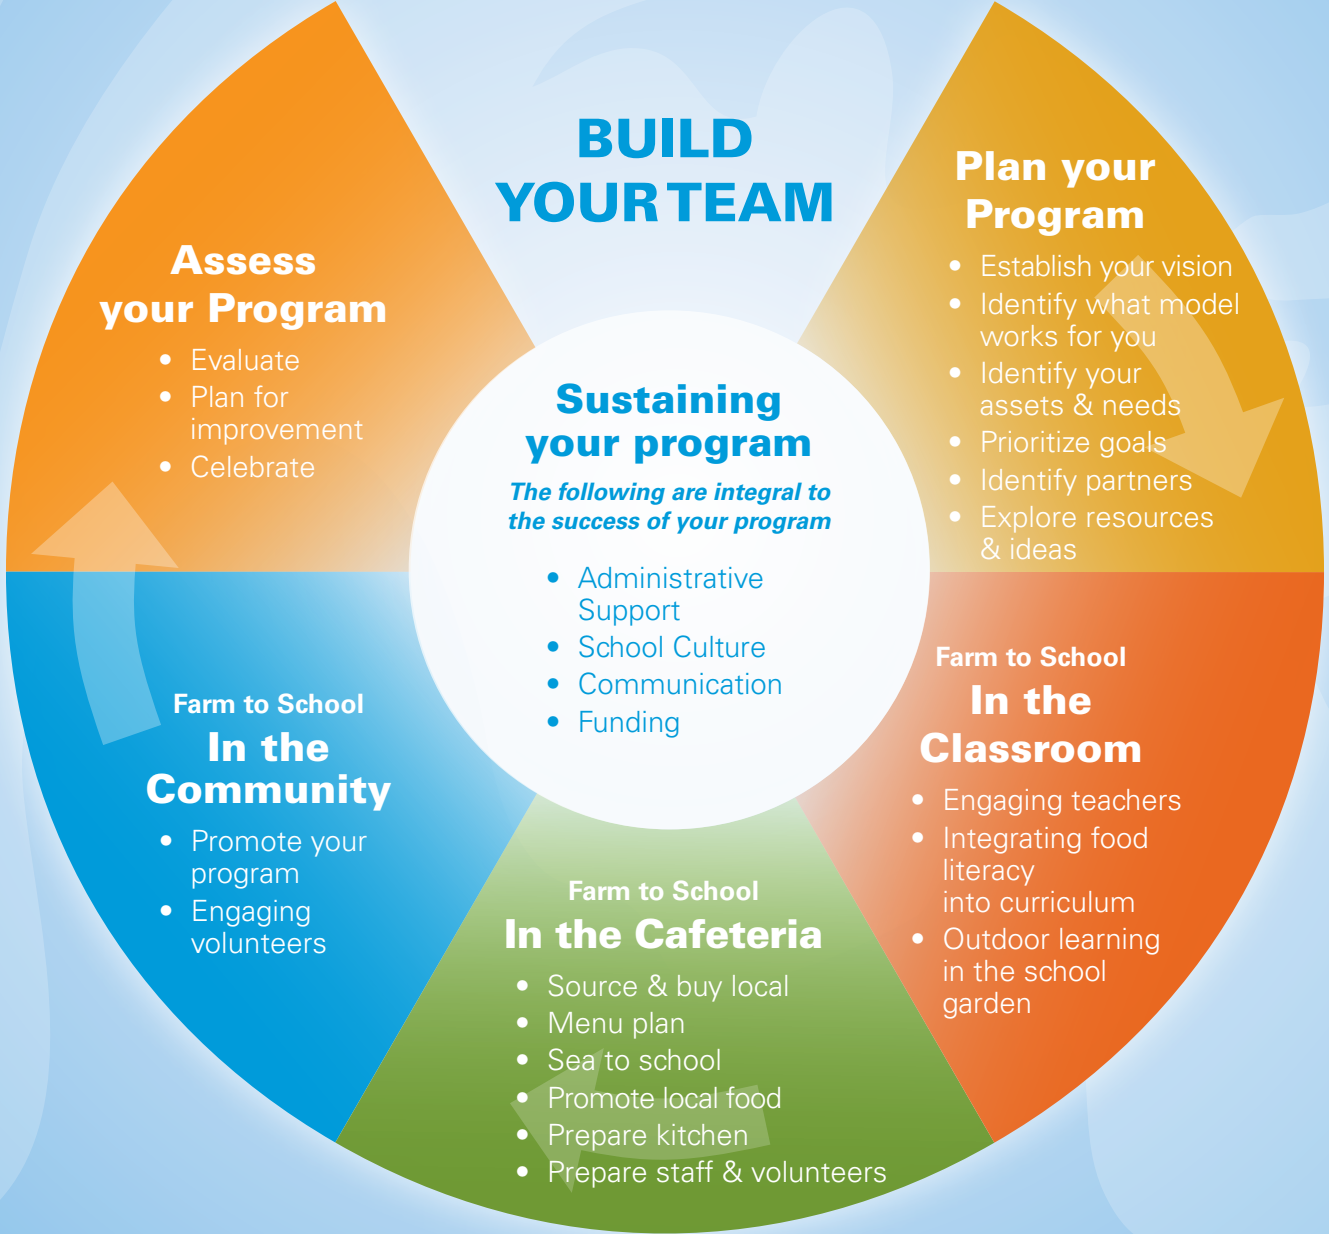 BUILD
YOUR TEAM
Plan your
Program
• Establish your vision
• Identify what model
works for you
• Identify your
assets & needs
• Prioritize goals
• Identify partners
• Explore resources
& ideas
Farm to School
In the
Classroom
• Engaging teachers
• Integrating food
literacy
into curriculum
• Outdoor learning
in the school
garden
Farm to School
In the Cafeteria
• Source & buy local
• Menu plan
• Sea to school
• Promote local food
• Prepare kitchen
• Prepare staff & volunteers
Farm to School
In the
Community
• Promote your
program
• Engaging
volunteers
Assess
your Program
• Evaluate
• Plan for
improvement
• Celebrate
Sustaining
your program
The following are integral to
the success of your program
• Administrative
Support
• School Culture
• Communication
• Funding